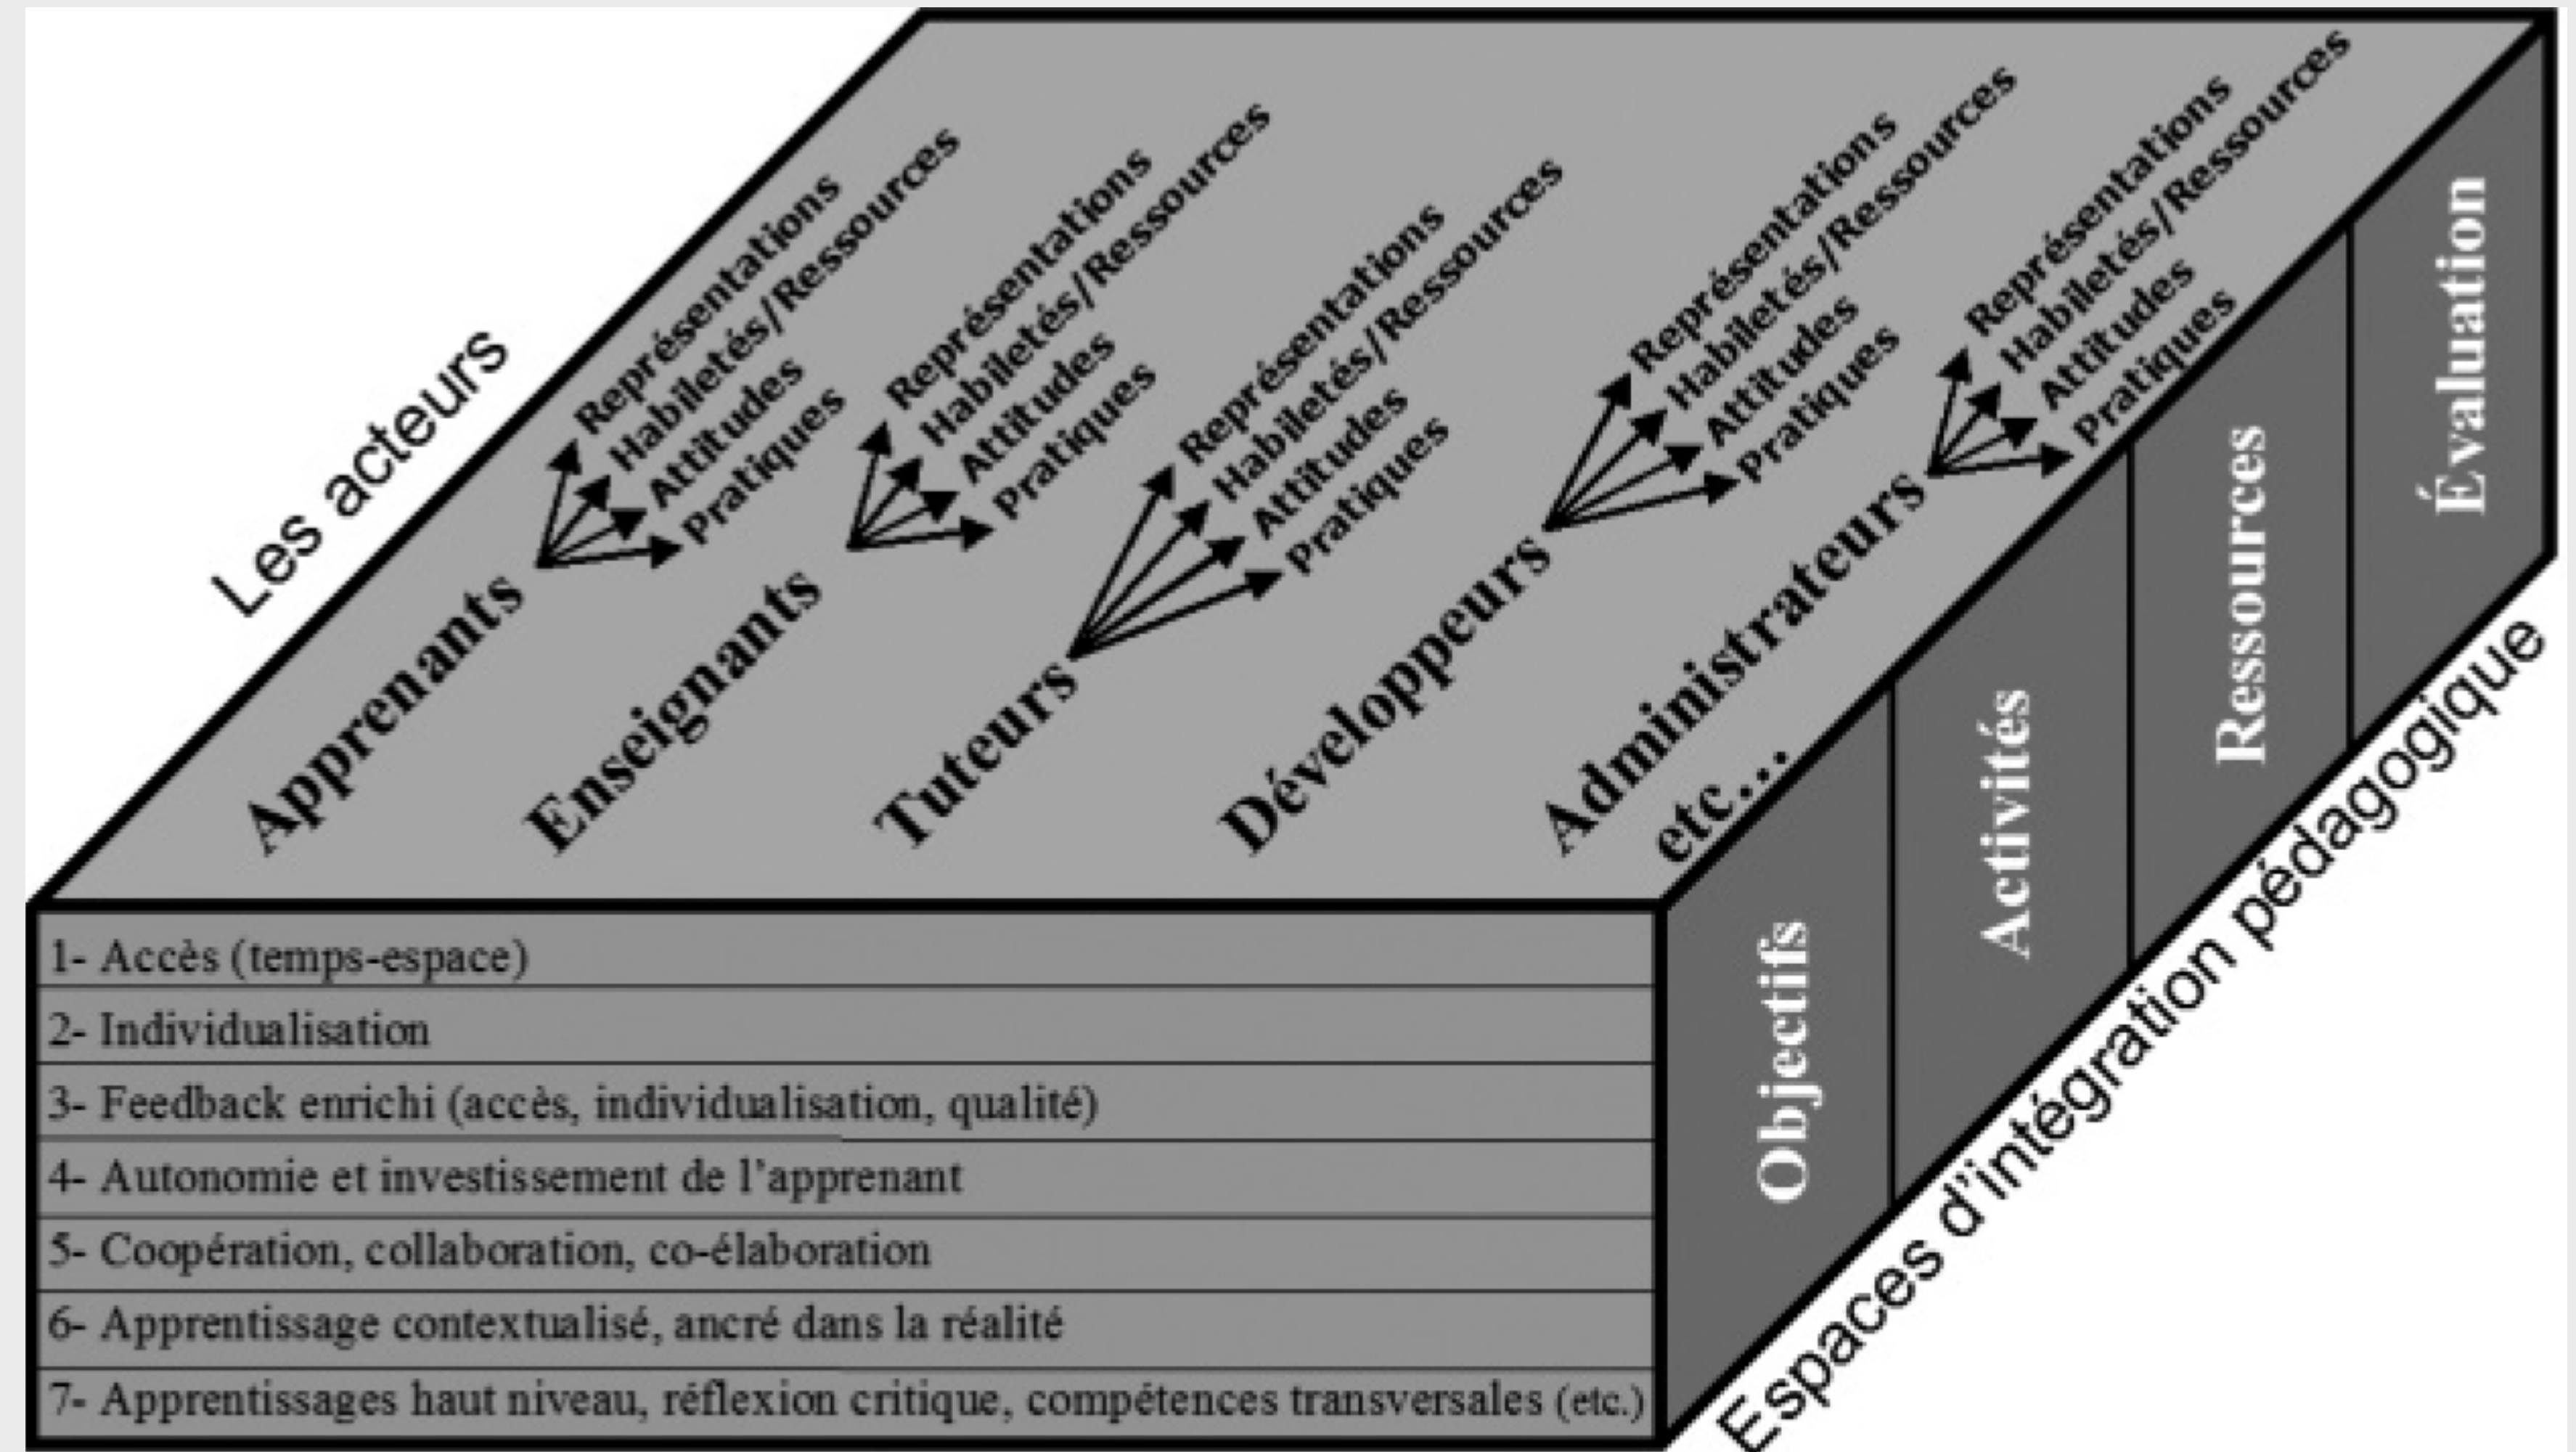 Les acteurs
Apprenants
Représentations
Habiletés/Ressources
Attitudes
Pratiques
Enseignants
Représentations
Habiletés/Ressources
Attitudes
Pratiques
Tuteurs
Représentations
Habiletés/Ressources
Attitudes
Pratiques
Développeurs
Représentations
Habiletés/Ressources
Attitudes
Pratiques
Administrateurs
Représentations
Habiletés/Ressources
Attitudes
Pratiques
etc...
1- Accès (temps-espace)
2- Individualisation
3- Feedback enrichi (accès, individualisation, qualité)
4- Autonomie et investissement de l’apprenant
5- Coopération, collaboration, co-élaboration
6- Apprentissage contextualisé, ancré dans la réalité
7- Apprentissages haut niveau, réflexion critique, compétences transversales (etc.)
Objectifs
Activités
Ressources
Évaluation
Espaces d’intégration pédagogique